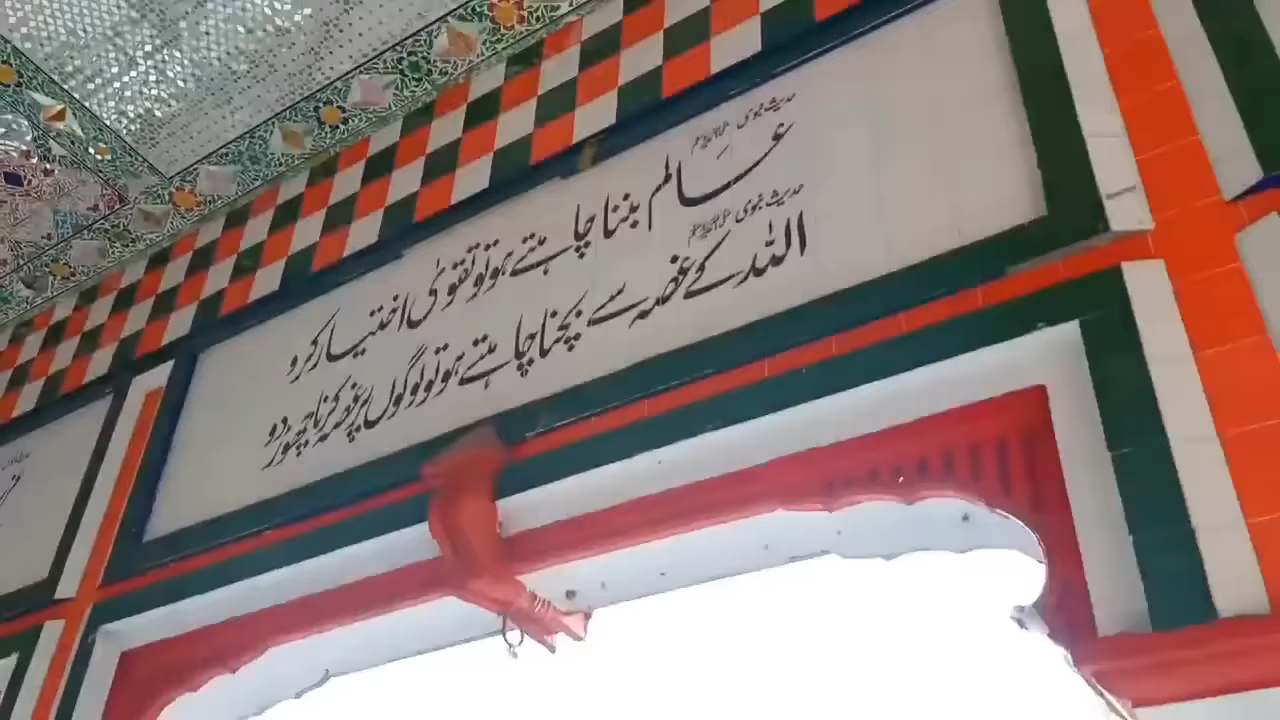 حدیث نبوی ﷺ
عالِم بننا چاہتے ہو تو تقویٰ اختیار کرو
حدیث نبوی ﷺ
اللہ کے غصہ سے بچنا چاہتے ہو تو لوگوں پر غصہ کرنا چھوڑ دو